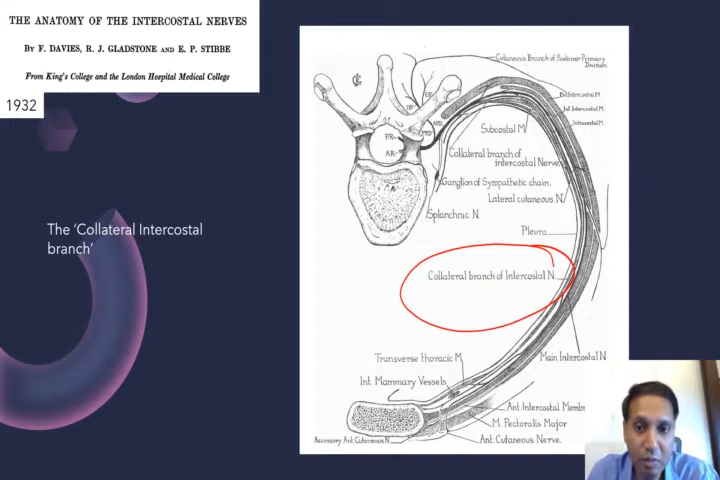 THE ANATOMY OF THE INTERCOSTAL NERVES
BY F. DAVIES, R. J. GLADSTONE AND E. P. STIBBE
From King's College and the London Hospital Medical College
1932
The 'Collateral Intercostal
branch'
Cutaneous Branch of Posterior Primary
Division
Ext Intercostal M.
Int Intercostal M.
Intracostal M.
Subcostal M
P.R.
A.R.
Collateral branch of
intercostal Nerve
Ganglion of Sympathetic chain.
Lateral cutaneous N
Splanchnic N.
Pleura
Collateral branch of Intercostal N
Transverse thoracic M
Main Intercostal N
Int. Mammary Vessels
Ant. Intercostal Memb
M. Pectoralis Major
Accessory Ant. Cutaneous N.
Ant. Cutaneous Nerve.